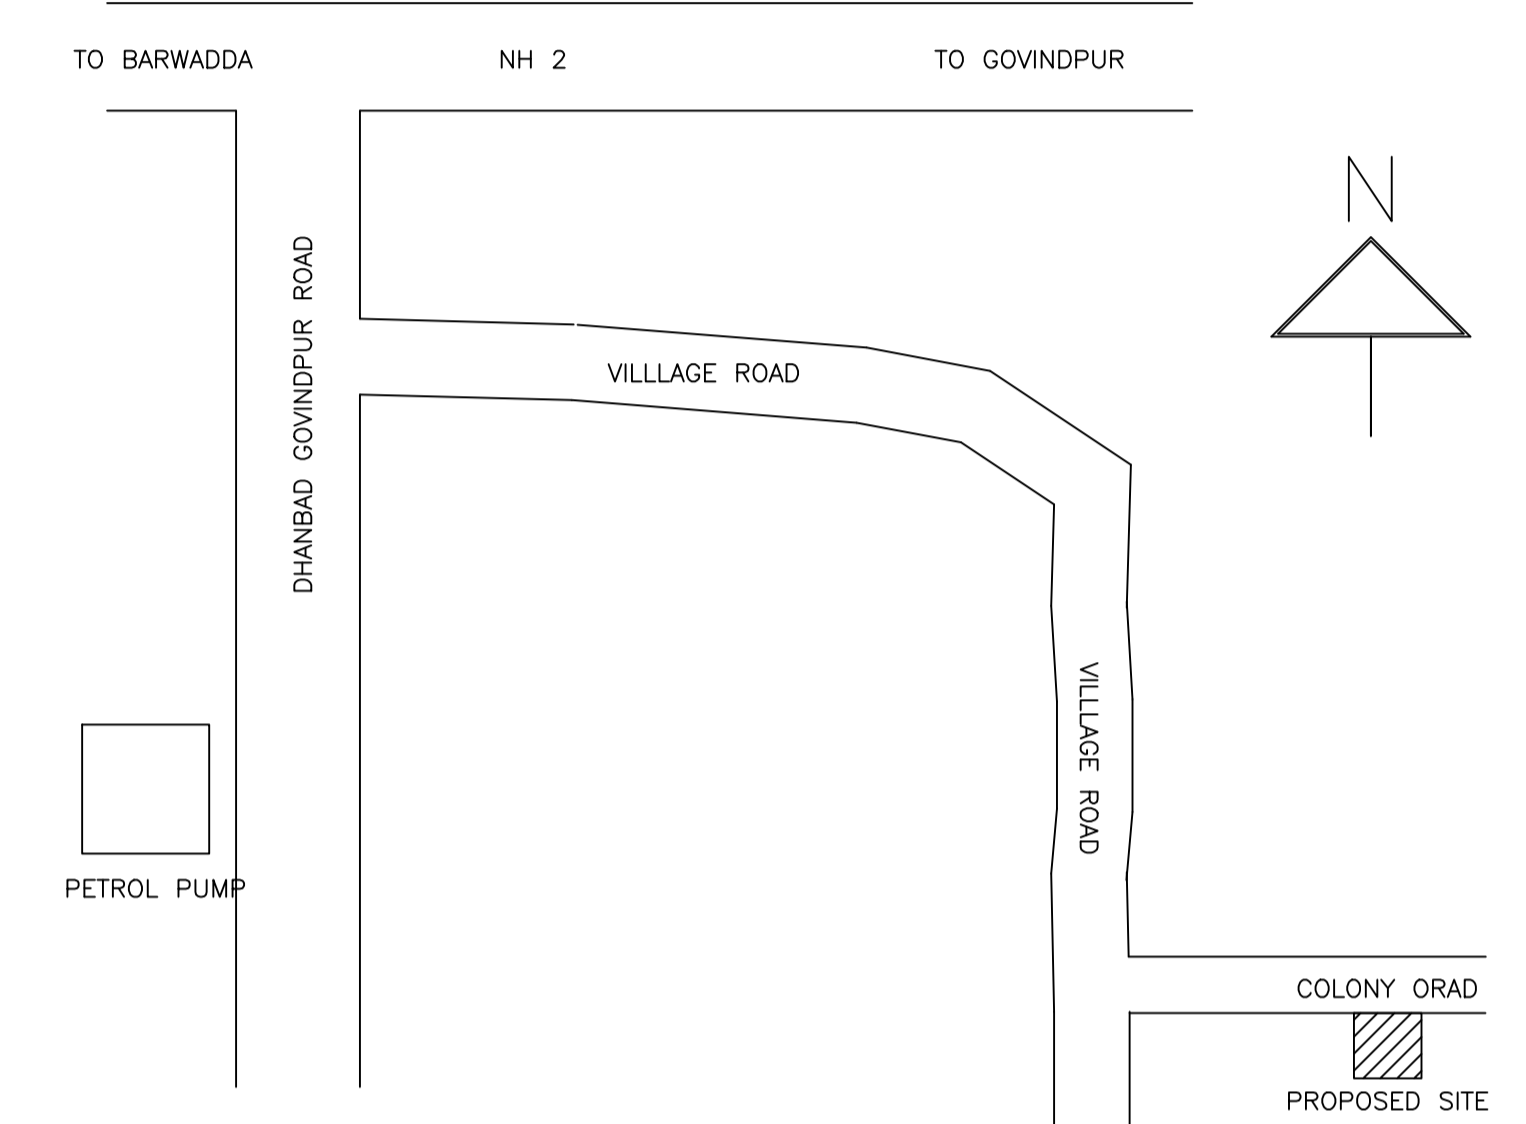 TO BARWADDA
NH 2
TO GOVINDPUR
N
DHANBAD GOVINDPUR ROAD
VILLLAGE ROAD
VILLLAGE ROAD
PETROL PUMP
COLONY ORAD
PROPOSED SITE